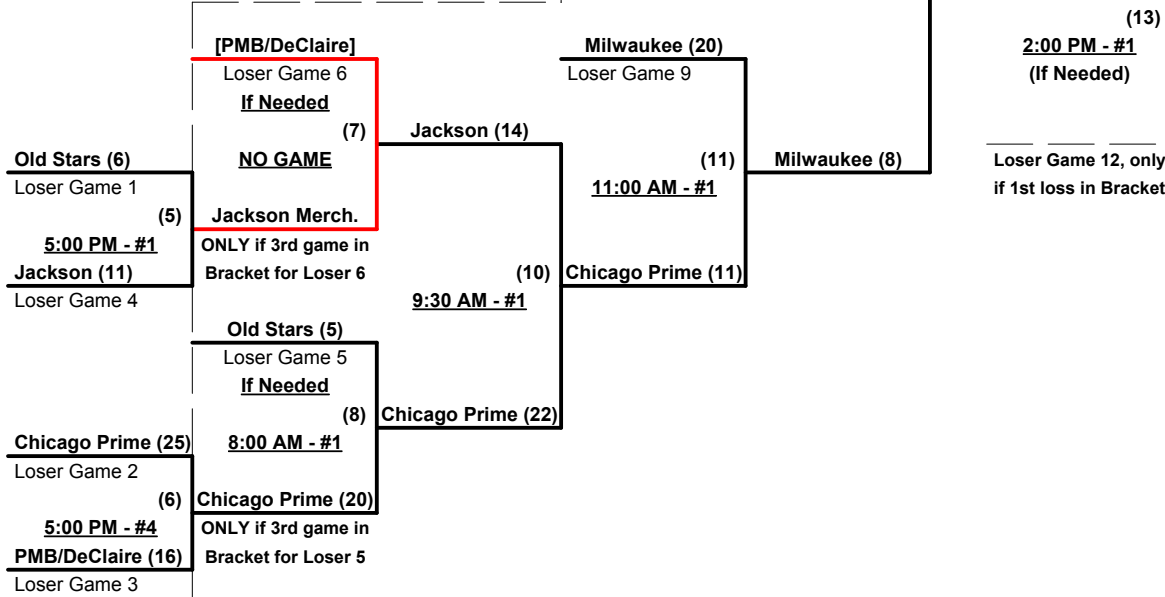 (13)
[PMB/DeClaire]
Milwaukee (20)
2:00 PM - #1
Loser Game 6
Loser Game 9
(If Needed)
If Needed
(7)
Jackson (14)
NO GAME
Old Stars (6)
(11)
Milwaukee (8)
Loser Game 12, only
if 1st loss in Bracket
Loser Game 1
11:00 AM - #1
(5)
Jackson Merch.
5:00 PM - #1
ONLY if 3rd game in
Bracket for Loser 6
Jackson (11)
(10)
Chicago Prime (11)
Loser Game 4
9:30 AM - #1
Old Stars (5)
Loser Game 5
If Needed
(8)
Chicago Prime (22)
Chicago Prime (25)
8:00 AM - #1
Loser Game 2
(6)
Chicago Prime (20)
5:00 PM - #4
ONLY if 3rd game in
Bracket for Loser 5
PMB/DeClaire (16)
Loser Game 3